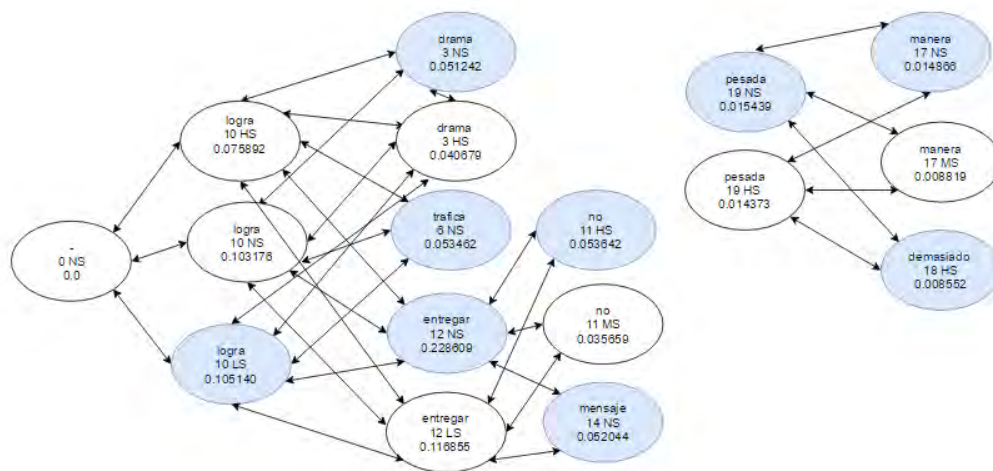 drama
3 NS
0.051242
manera
17 NS
0.014866
pesada
19 NS
0.015439
logra
10 HS
0.075892
drama
3 HS
0.040679
manera
17 MS
0.008819
pesada
19 HS
0.014373
trafica
6 NS
0.053462
no
11 HS
0.053642
logra
10 NS
0.103176
-
0 NS
0.0
demasiado
18 HS
0.008552
entregar
12 NS
0.228609
no
11 MS
0.035659
logra
10 LS
0.105140
entregar
12 LS
0.116855
mensaje
14 NS
0.052044